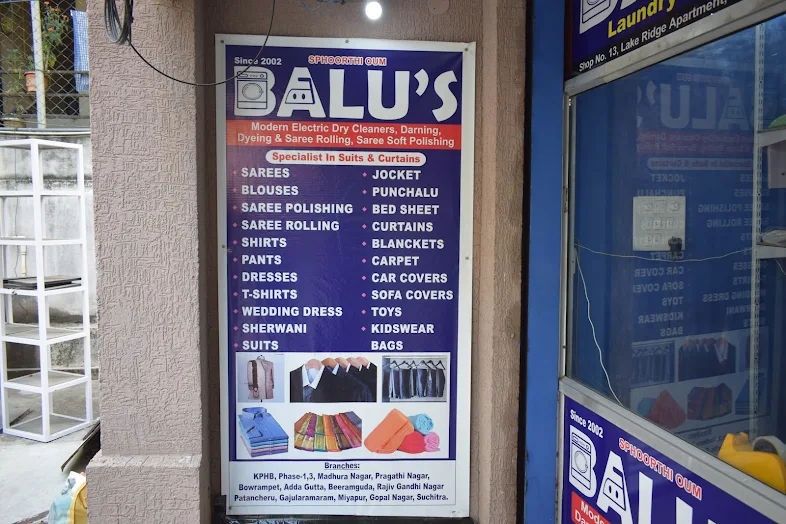 Since 2002
SPHOORTHI OUM
BALU'S
Modern Electric Dry Cleaners, Darning,
Dyeing & Saree Rolling, Saree Soft Polishing
Specialist In Suits & Curtains
SAREES
BLOUSES
SAREE POLISHING
SAREE ROLLING
SHIRTS
PANTS
DRESSES
T-SHIRTS
WEDDING DRESS
SHERWANI
SUITS
JOCKET
PUNCHALU
BED SHEET
CURTAINS
BLANCKETS
CARPET
CAR COVERS
SOFA COVERS
TOYS
KIDSWEAR
BAGS
Branches:
KPHB, Phase-1,3, Madhura Nagar, Pragathi Nagar,
Bowrampet, Adda Gutta, Beeramguda, Rajiv Gandhi Nagar
Patancheru, Gajularamaram, Miyapur, Gopal Nagar, Suchitra.
Laundry
Shop No. 13, Lake Ridge Apartment,
Since 2002
SPHOORTHI OUM
BALU